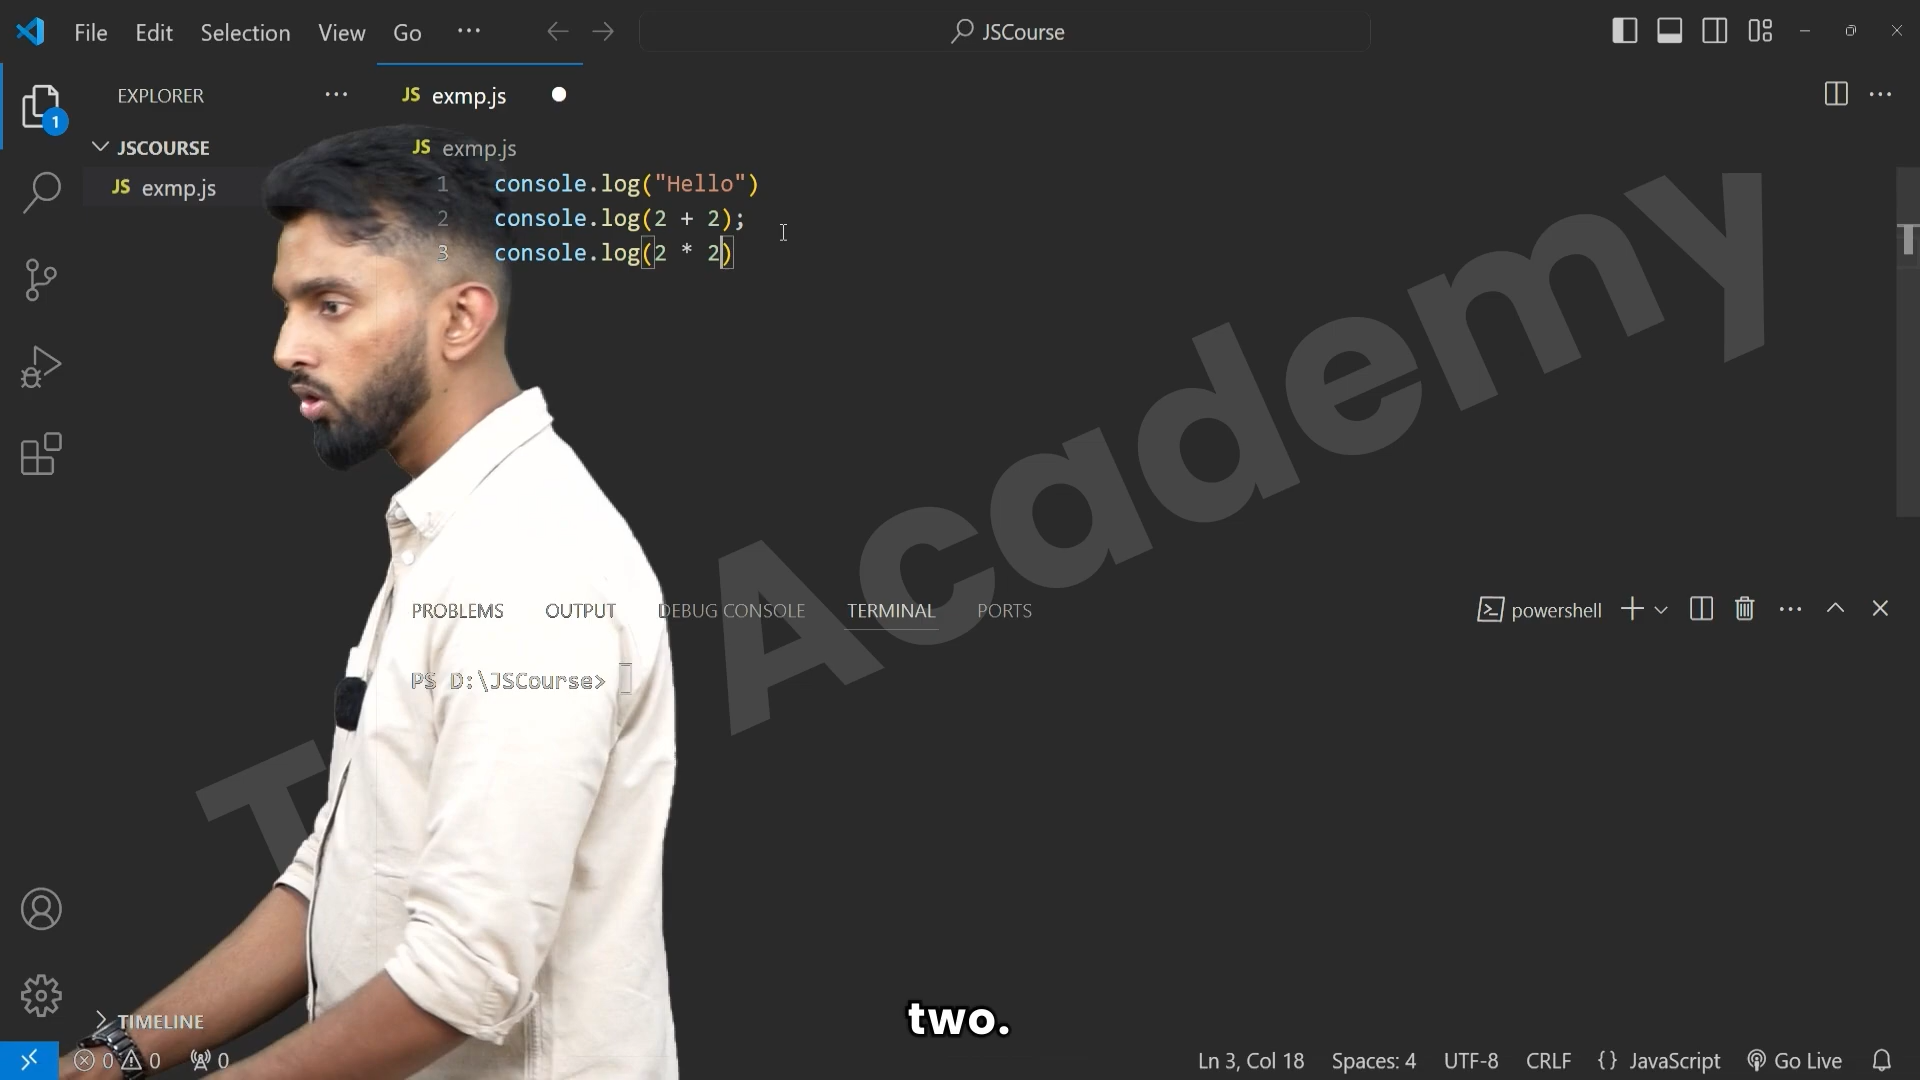 File Edit Selection View Go ... JSCourse
EXPLORER ... JS exmp.js
1
JSCOURSE JS exmp.js
JS exmp.js
1 console.log("Hello")
2 console.log(2 + 2);
3 console.log(2 * 2)
Academy
PROBLEMS OUTPUT DEBUG CONSOLE TERMINAL PORTS powershell
PS D:\JSCourse>
two.
TIMELINE
0 0 0 Ln 3, Col 18 Spaces: 4 UTF-8 CRLF {} JavaScript Go Live